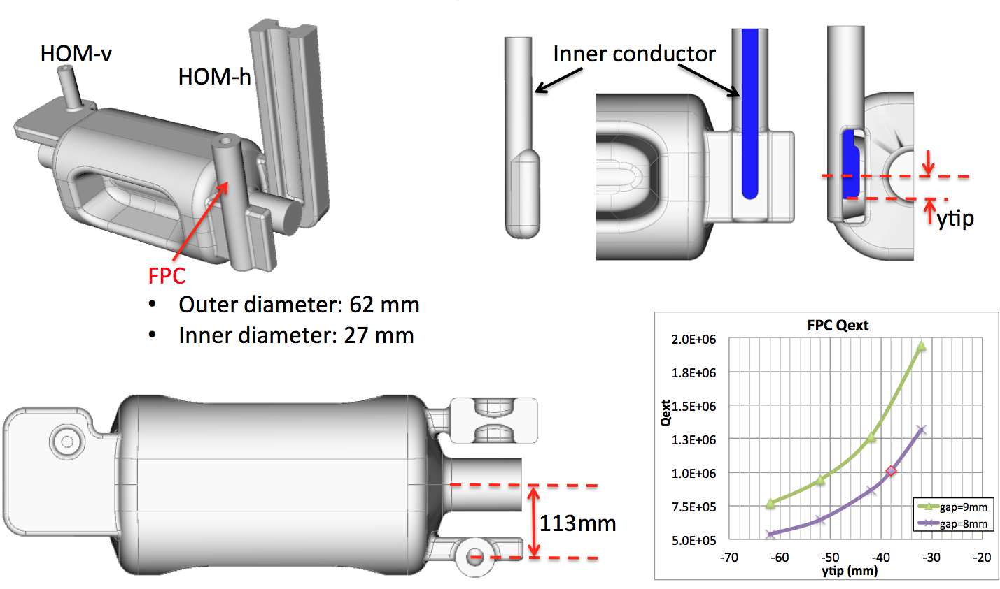 HOM-v
HOM-h
Inner conductor
ytip
FPC
• Outer diameter: 62 mm
• Inner diameter: 27 mm
113mm
FPC Qext
2.0E+06
1.8E+06
1.5E+06
1.3E+06
1.0E+06
7.5E+05
5.0E+05
Qext
-70 -60 -50 -40 -30 -20
ytip (mm)
gap=9mm
gap=8mm